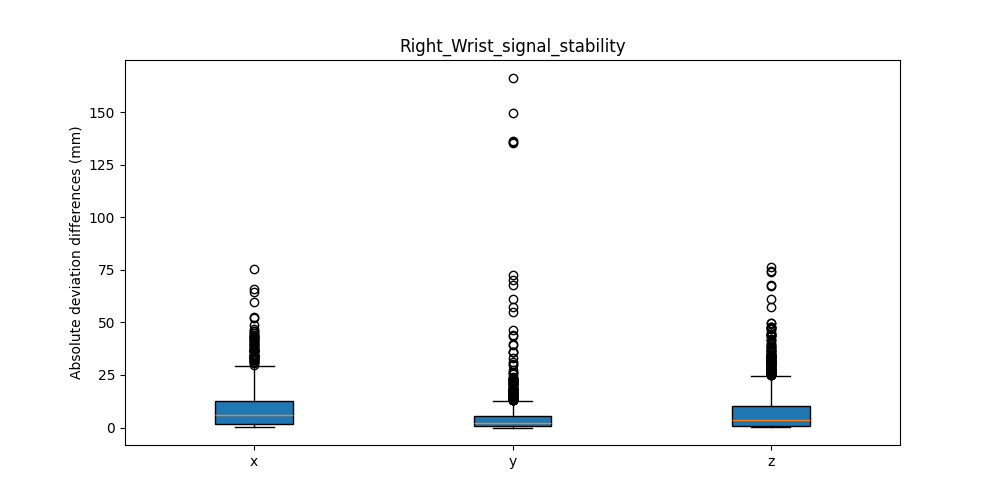 Right_Wrist_signal_stability
Absolute deviation differences (mm)
150
125
100
75
50
25
0
x y z